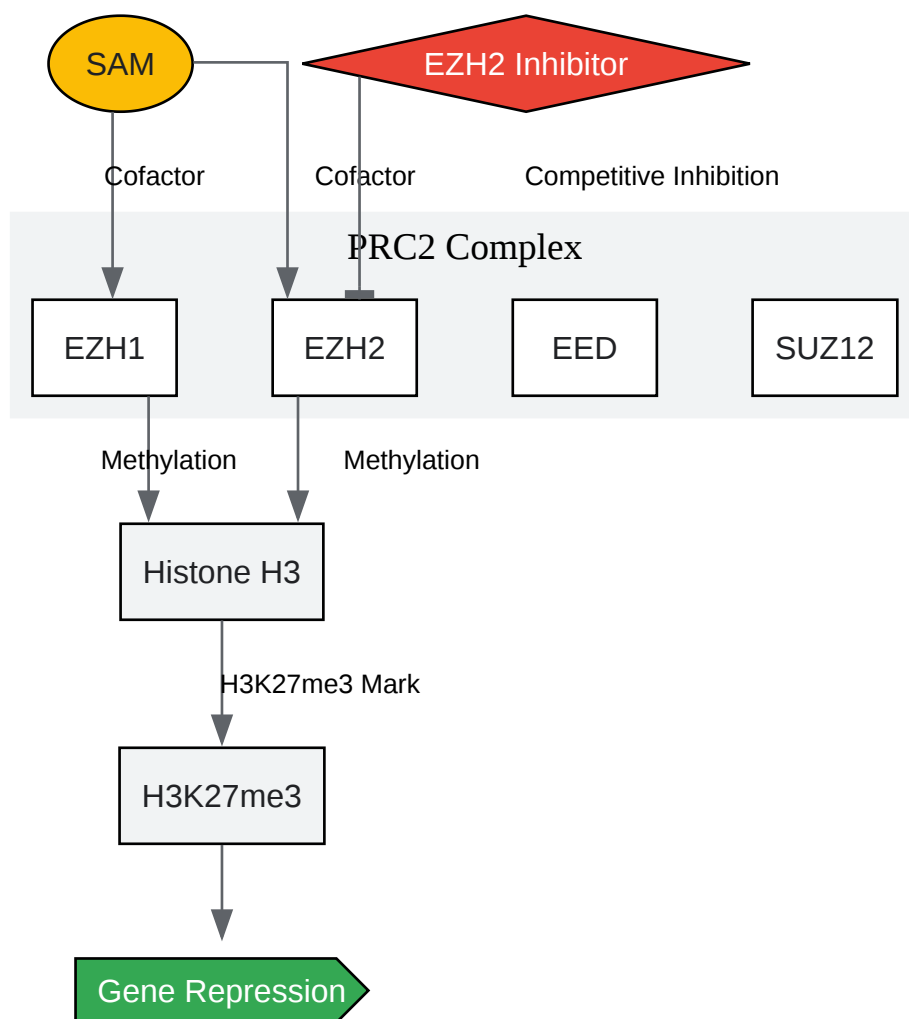 SAM
EZH2 Inhibitor
Cofactor
Cofactor
Competitive Inhibition
PRC2 Complex
EZH1
EZH2
EED
SUZ12
Methylation
Methylation
Histone H3
H3K27me3 Mark
H3K27me3
Gene Repression